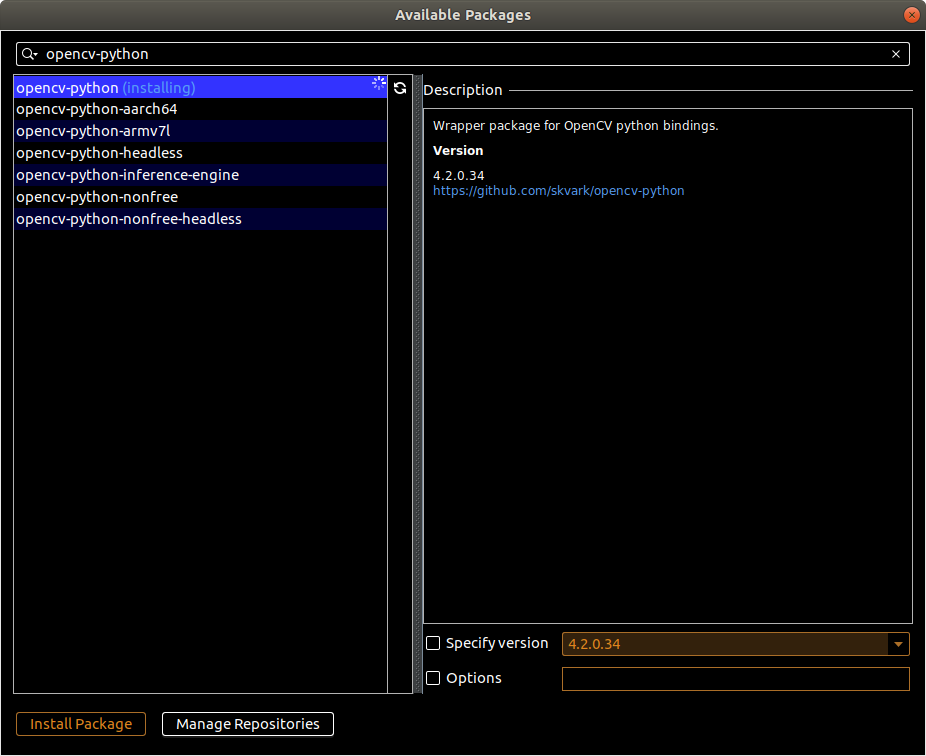 Available Packages
opencv-python
opencv-python (installing)
opencv-python-aarch64
opencv-python-armv7l
opencv-python-headless
opencv-python-inference-engine
opencv-python-nonfree
opencv-python-nonfree-headless
Description
Wrapper package for OpenCV python bindings.
Version
4.2.0.34
https://github.com/skvark/opencv-python
Specify version 4.2.0.34
Options
Install Package Manage Repositories